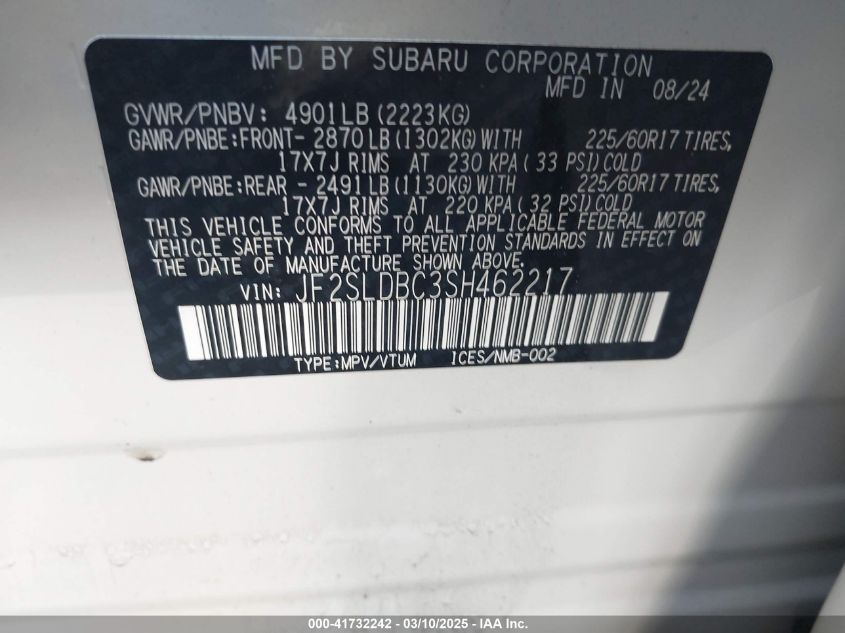 MFD BY SUBARU CORPORATION
MFD IN 08/24
GVWR/PNBV: 4901LB(2223KG)
GAWR/PNBE:FRONT- 2870LB(1302KG)WITH 225/60R17 TIRES,
17X7J RIMS AT 230 KPA( 33 PSI)COLD
GAWR/PNBE:REAR - 2491LB(1130KG)WITH 225/60R17 TIRES,
17X7J RIMS AT 220 KPA( 32 PSI)COLD
THIS VEHICLE CONFORMS TO ALL APPLICABLE FEDERAL MOTOR
VEHICLE SAFETY AND THEFT PREVENTION STANDARDS IN EFFECT ON
THE DATE OF MANUFACTURE SHOWN ABOVE.
VIN: JF2SLDBC3SH462217
TYPE:MPV/VTUM ICES/NMB-002
000-41732242 - 03/10/2025 - IAA Inc.